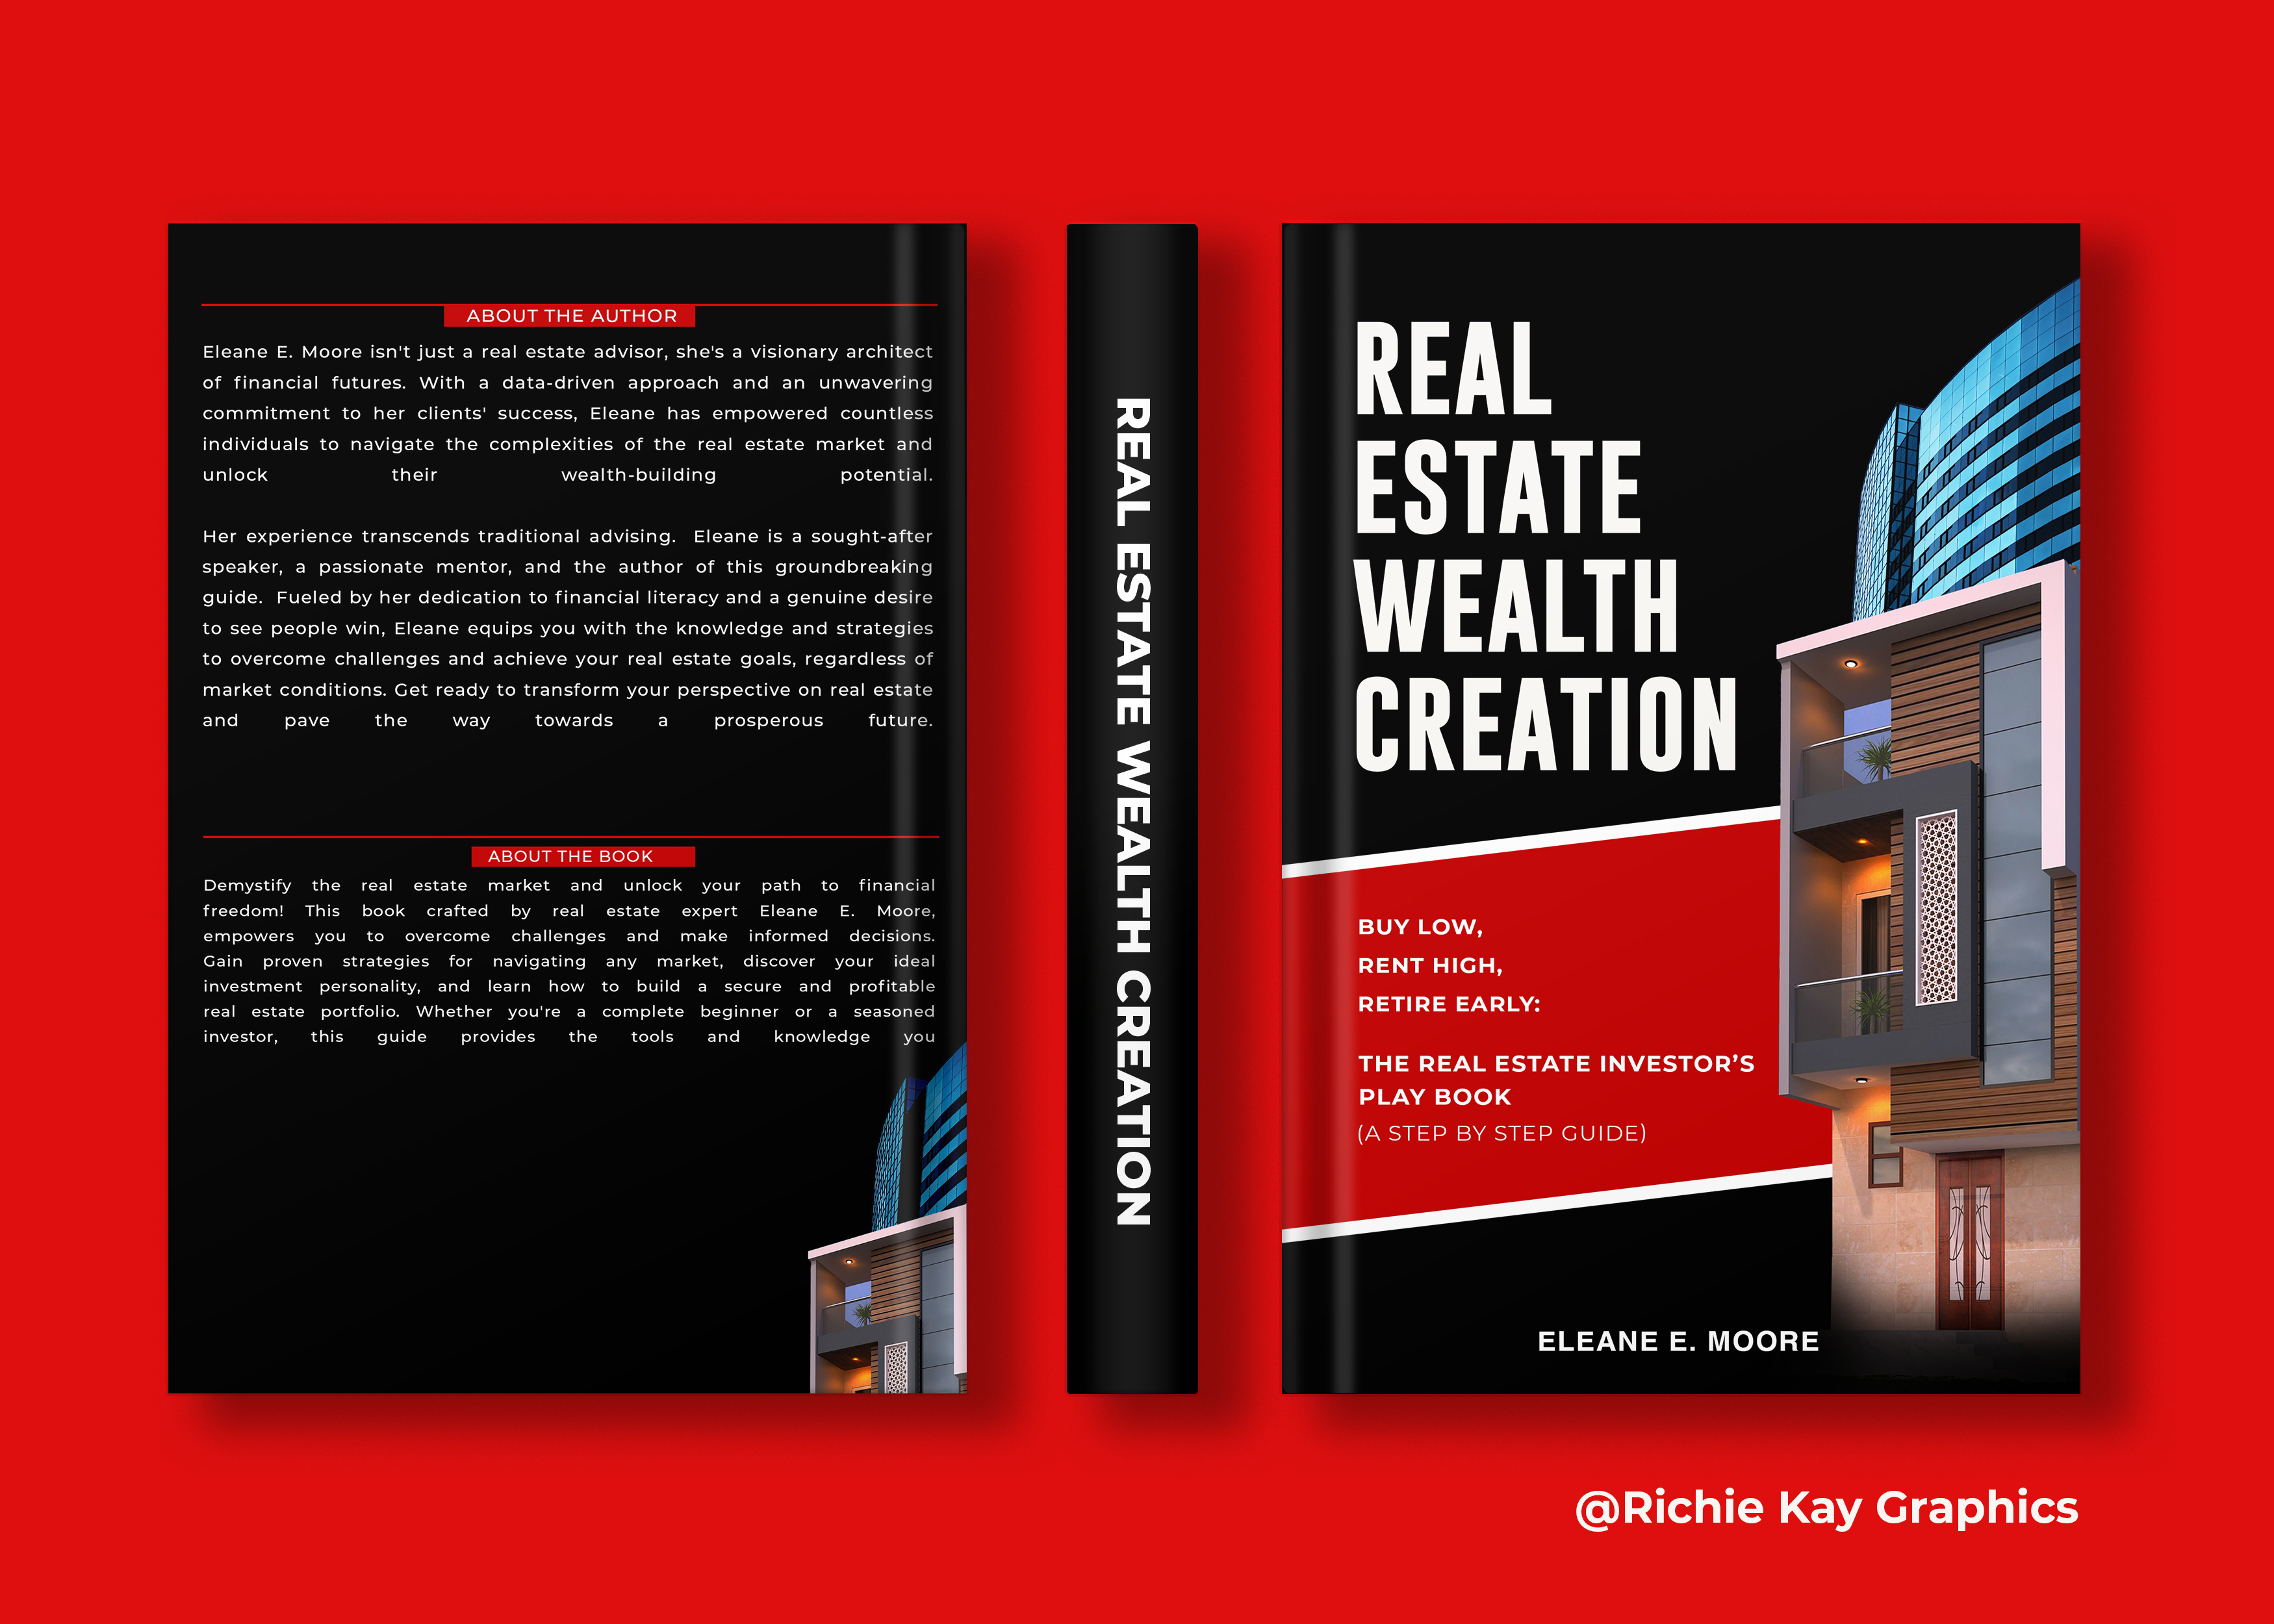 ABOUT THE AUTHOR
Eleane E. Moore isn't just a real estate advisor, she's a visionary architect
of financial futures. With a data-driven approach and an unwavering
commitment to her clients' success, Eleane has empowered countless
individuals to navigate the complexities of the real estate market and
unlock their wealth-building potential.
Her experience transcends traditional advising. Eleane is a sought-after
speaker, a passionate mentor, and the author of this groundbreaking
guide. Fueled by her dedication to financial literacy and a genuine desire
to see people win, Eleane equips you with the knowledge and strategies
to overcome challenges and achieve your real estate goals, regardless of
market conditions. Get ready to transform your perspective on real estate
and pave the way towards a prosperous future.
ABOUT THE BOOK
Demystify the real estate market and unlock your path to financial
freedom! This book crafted by real estate expert Eleane E. Moore,
empowers you to overcome challenges and make informed decisions.
Gain proven strategies for navigating any market, discover your ideal
investment personality, and learn how to build a secure and profitable
real estate portfolio. Whether you're a complete beginner or a seasoned
investor, this guide provides the tools and knowledge you
REAL ESTATE WEALTH CREATION
REAL
ESTATE
WEALTH
CREATION
BUY LOW,
RENT HIGH,
RETIRE EARLY:
THE REAL ESTATE INVESTOR’S
PLAY BOOK
(A STEP BY STEP GUIDE)
ELEANE E. MOORE
@Richie Kay Graphics